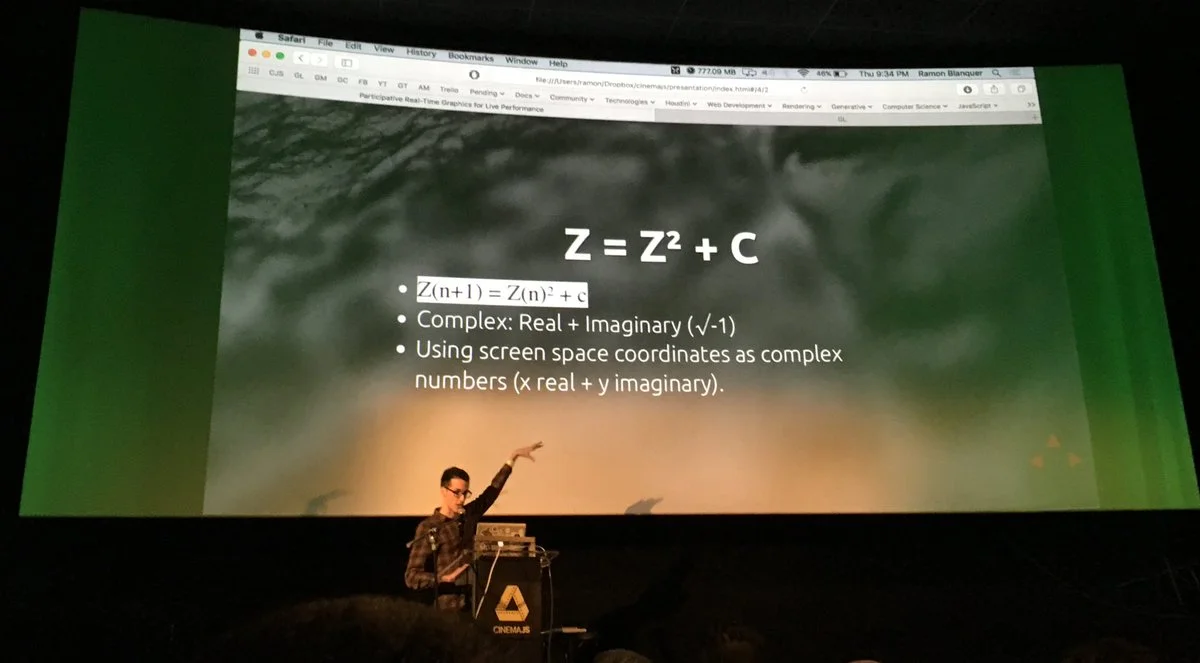 Safari File Edit View History Bookmarks Window Help 777.09 MB 46% Thu 9:34 PM Ramon Blanquer
file:///Users/ramon/Dropbox/cinemajs/presentation/index.html#/4/2
CJS GL GM GC FB YT GT AM Trello Pending Docs Community Technologies Houdini Web Development Rendering Generative Computer Science JavaScript >>
Participative Real-Time Graphics for Live Performance GL +
Z = Z² + C
• Z(n+1) = Z(n)² + c
• Complex: Real + Imaginary (√-1)
• Using screen space coordinates as complex
numbers (x real + y imaginary).
CINEMAJS